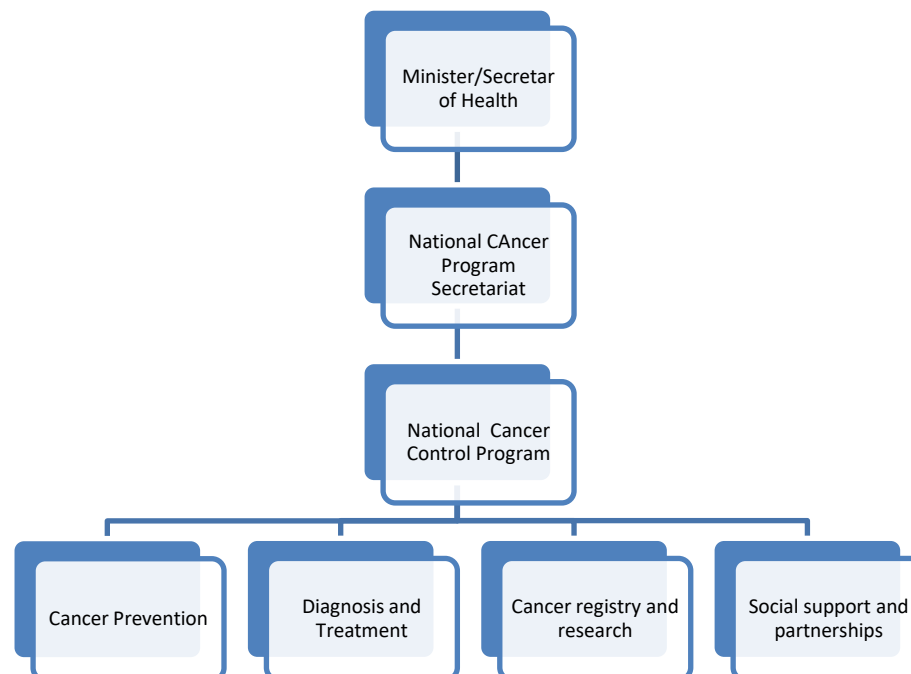 Minister/Secretar
of Health
National CAncer
Program
Secretariat
National Cancer
Control Program
Cancer Prevention
Diagnosis and
Treatment
Cancer registry and
research
Social support and
partnerships